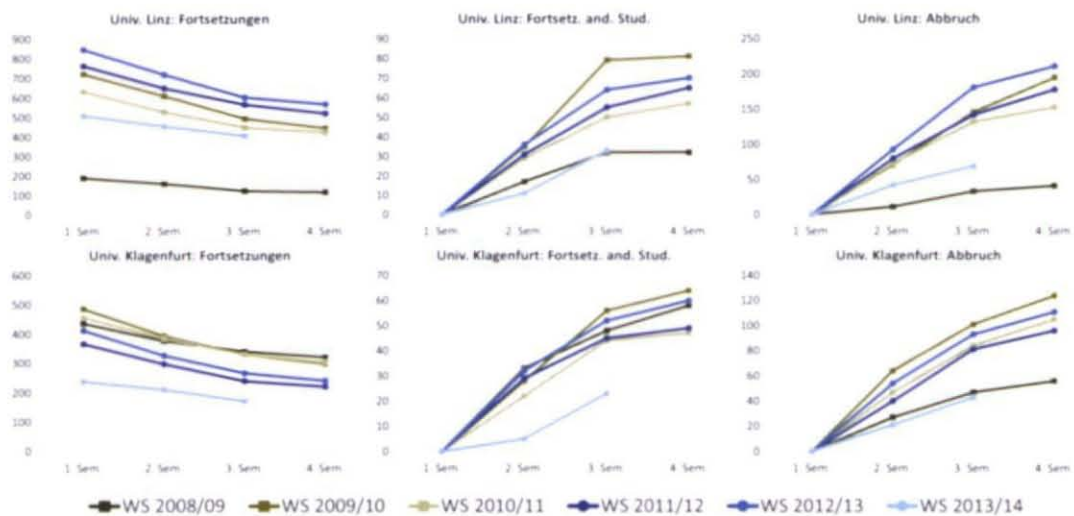 Univ. Linz: Fortsetzungen
900
800
700
600
500
400
300
200
100
0
1. Sem
2. Sem
3. Sem
4. Sem
Univ. Linz: Fortsetz. and. Stud.
90
80
70
60
50
40
30
20
10
0
1. Sem
2. Sem
3. Sem
4. Sem
Univ. Linz: Abbruch
250
200
150
100
50
0
1. Sem
2. Sem
3. Sem
4. Sem
Univ. Klagenfurt: Fortsetzungen
600
500
400
300
200
100
0
1. Sem
2. Sem
3. Sem
4. Sem
Univ. Klagenfurt: Fortsetz. and. Stud.
70
60
50
40
30
20
10
0
1. Sem
2. Sem
3. Sem
4. Sem
Univ. Klagenfurt: Abbruch
140
120
100
80
60
40
20
0
1. Sem
2. Sem
3. Sem
4. Sem
WS 2008/09 WS 2009/10 WS 2010/11 WS 2011/12 WS 2012/13 WS 2013/14